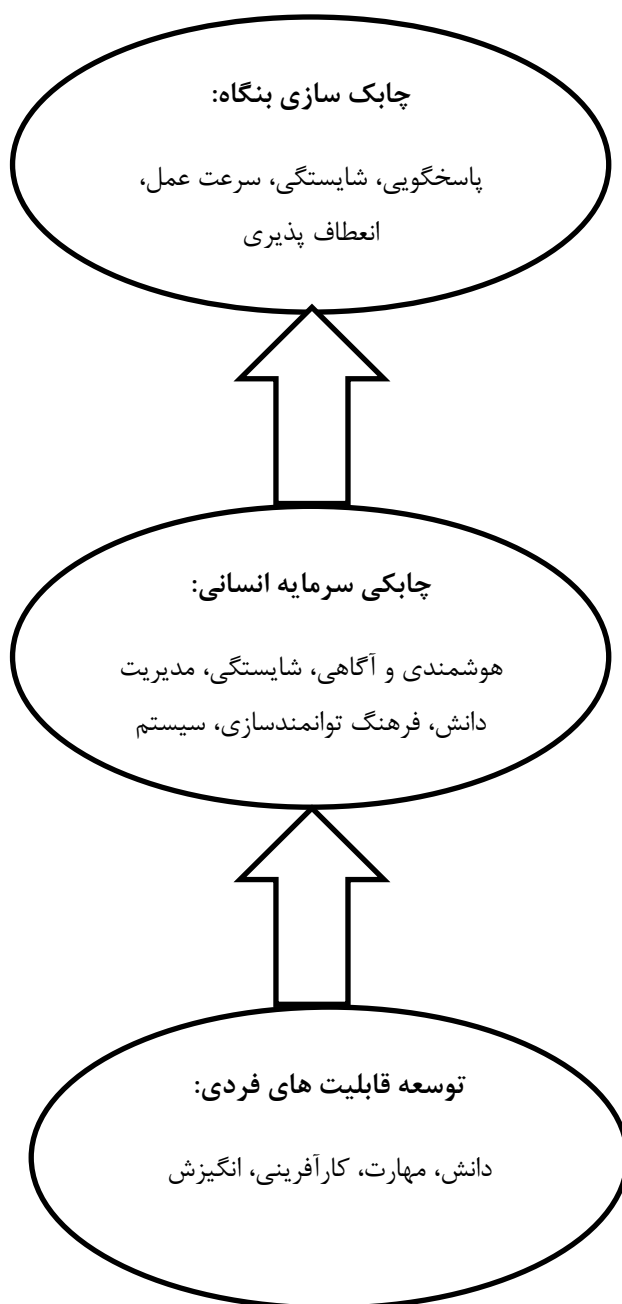 چابک سازی بنگاه:
پاسخگویی، شایستگی، سرعت عمل،
انعطاف پذیری
چابکی سرمایه انسانی:
هوشمندی و آگاهی، شایستگی، مدیریت
دانش، فرهنگ توانمندسازی، سیستم
توسعه قابلیت های فردی:
دانش، مهارت، کارآفرینی، انگیزش